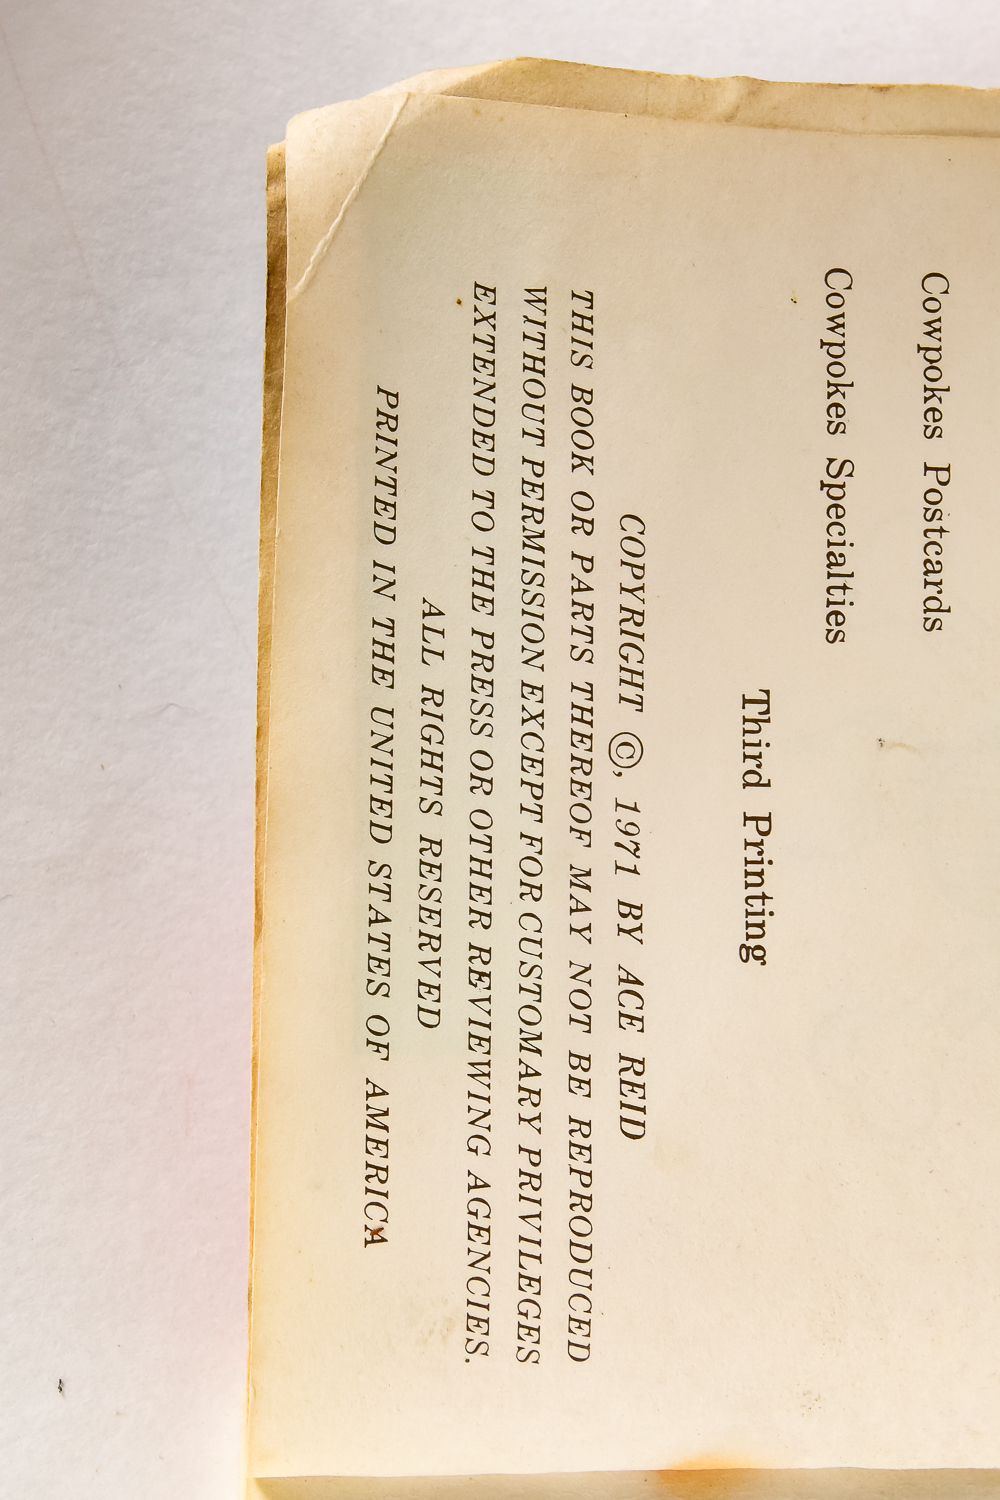 Cowpokes Postcards
Cowpokes Specialties
Third Printing
COPYRIGHT ©, 1971 BY ACE REID
THIS BOOK OR PARTS THEREOF MAY NOT BE REPRODUCED
WITHOUT PERMISSION EXCEPT FOR CUSTOMARY PRIVILEGES
EXTENDED TO THE PRESS OR OTHER REVIEWING AGENCIES.
ALL RIGHTS RESERVED
PRINTED IN THE UNITED STATES OF AMERICA